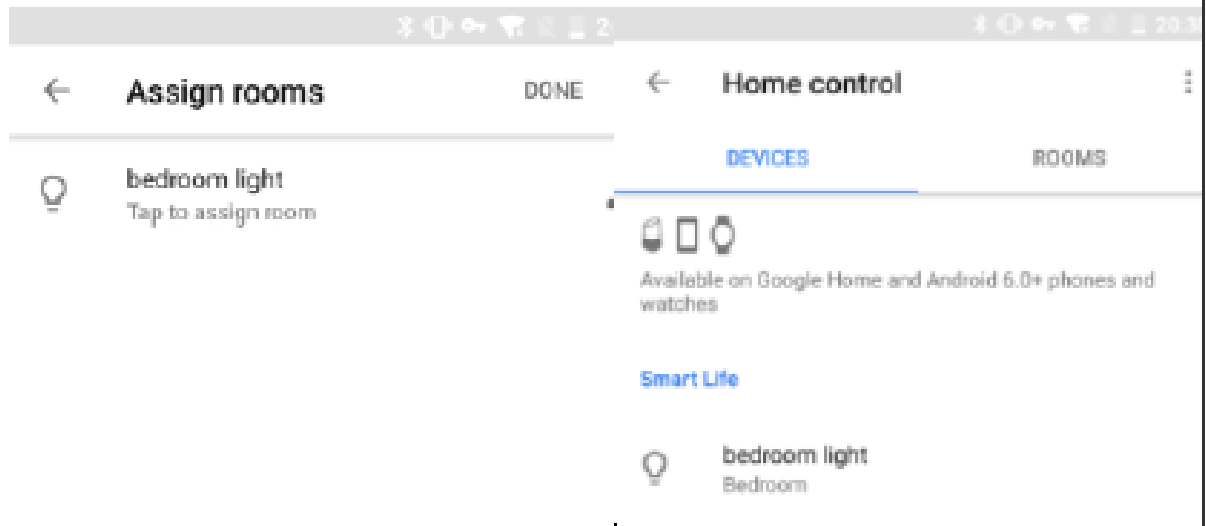 Assign rooms
DONE
bedroom light
Tap to assign room
Home control
DEVICES
ROOMS
Available on Google Home and Android 6.0+ phones and
watches
Smart Life
bedroom light
Bedroom